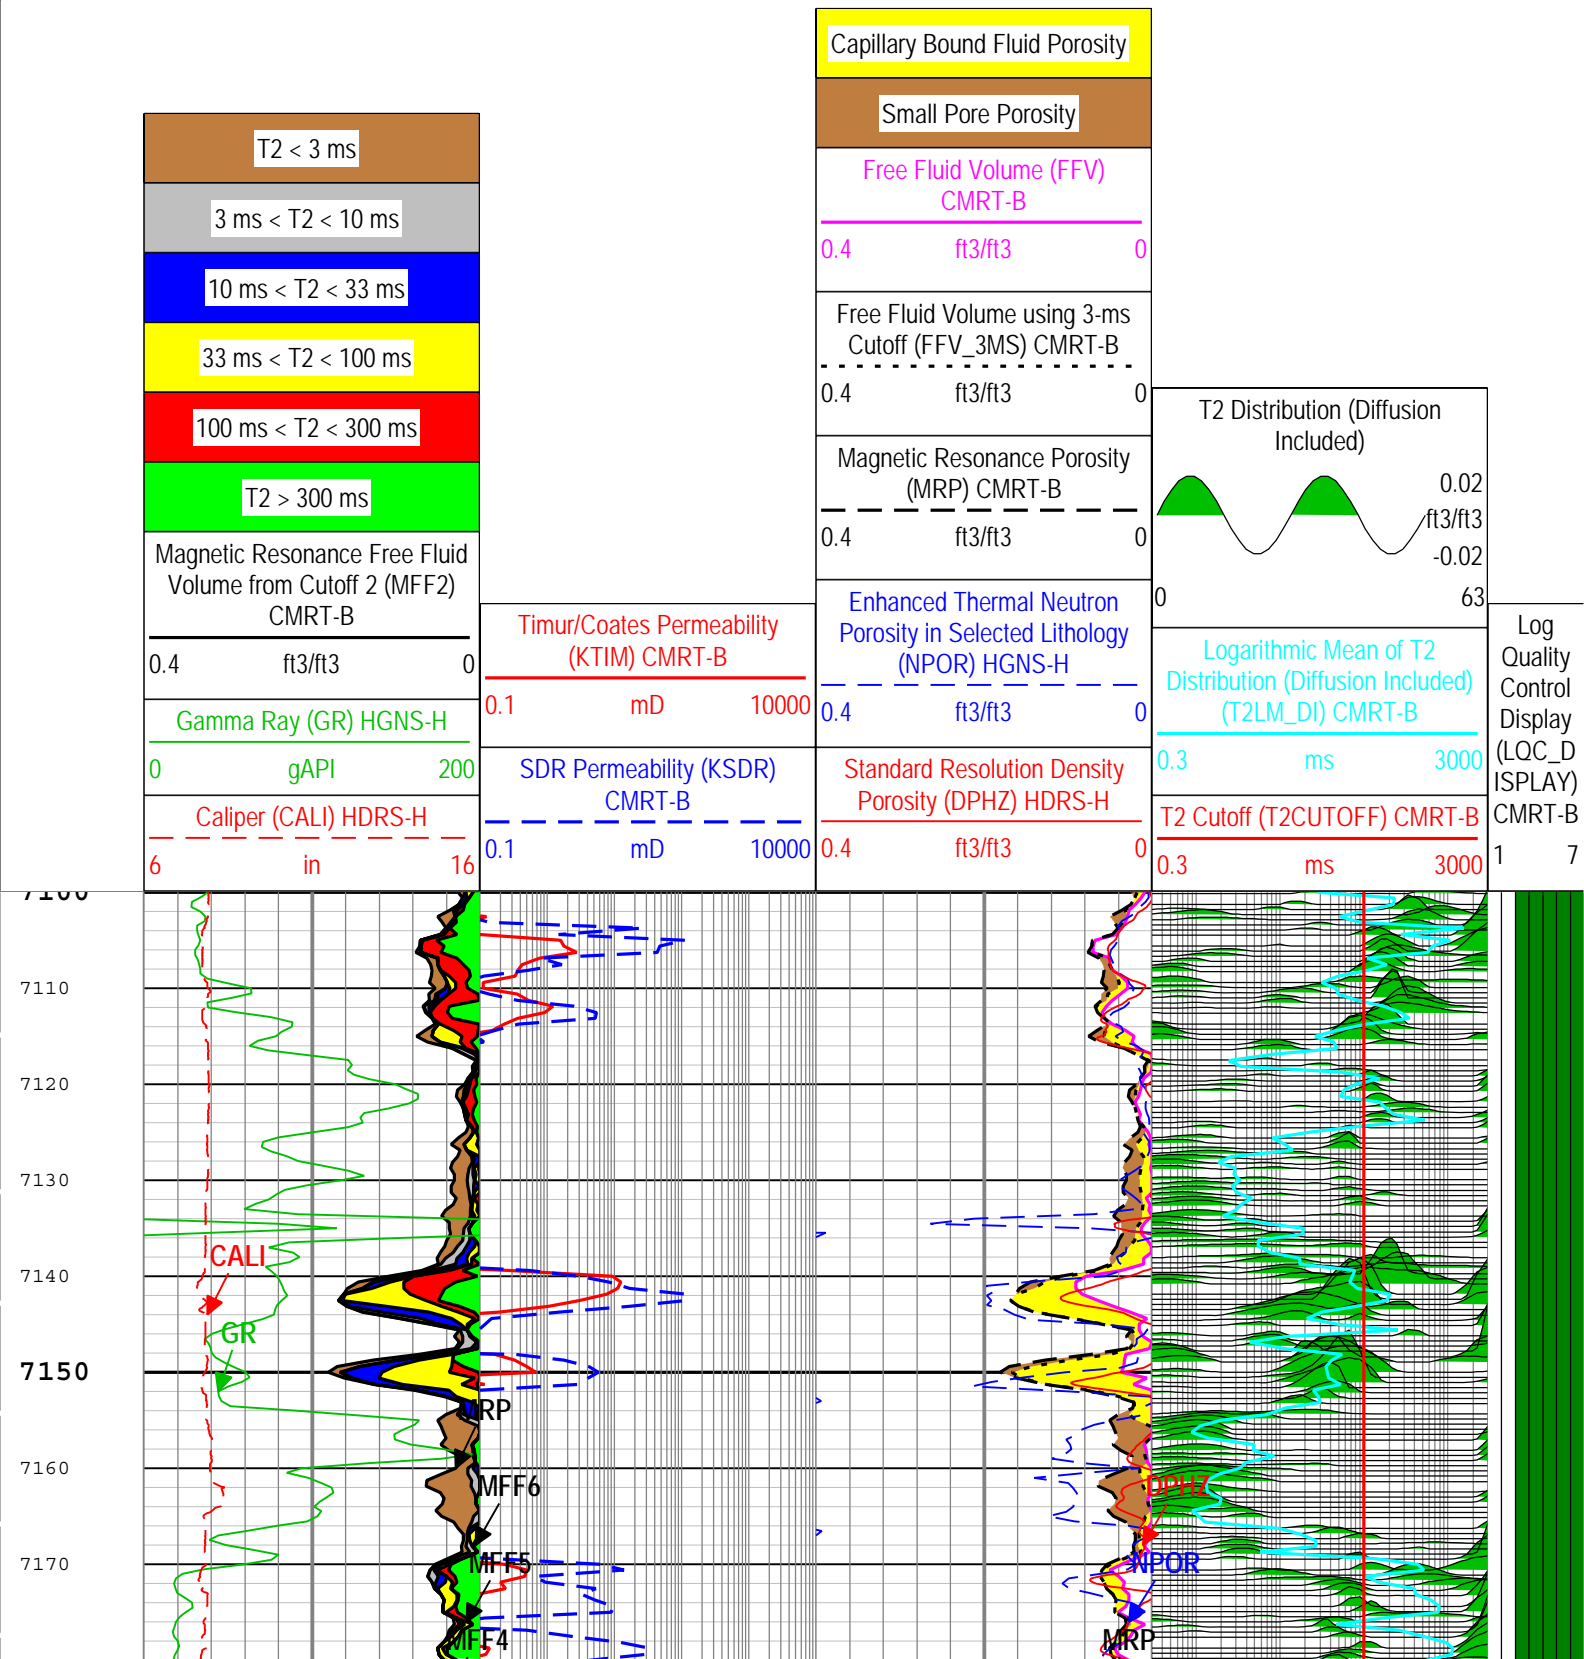 T2 < 3 ms
3 ms < T2 < 10 ms
10 ms < T2 < 33 ms
33 ms < T2 < 100 ms
100 ms < T2 < 300 ms
T2 > 300 ms
Magnetic Resonance Free Fluid
Volume from Cutoff 2 (MFF2)
CMRT-B
0.4 ft3/ft3 0
Gamma Ray (GR) HGNS-H
0 gAPI 200
Caliper (CALI) HDRS-H
6 in 16
Timur/Coates Permeability
(KTIM) CMRT-B
0.1 mD 10000
SDR Permeability (KSDR)
CMRT-B
0.1 mD 10000
Capillary Bound Fluid Porosity
Small Pore Porosity
Free Fluid Volume (FFV)
CMRT-B
0.4 ft3/ft3 0
Free Fluid Volume using 3-ms
Cutoff (FFV_3MS) CMRT-B
0.4 ft3/ft3 0
Magnetic Resonance Porosity
(MRP) CMRT-B
0.4 ft3/ft3 0
Enhanced Thermal Neutron
Porosity in Selected Lithology
(NPOR) HGNS-H
0.4 ft3/ft3 0
Standard Resolution Density
Porosity (DPHZ) HDRS-H
0.4 ft3/ft3 0
T2 Distribution (Diffusion
Included)
0.02
ft3/ft3
-0.02
0 63
Logarithmic Mean of T2
Distribution (Diffusion Included)
(T2LM_DI) CMRT-B
0.3 ms 3000
T2 Cutoff (T2CUTOFF) CMRT-B
0.3 ms 3000
Log
Quality
Control
Display
(LQC_D
ISPLAY)
CMRT-B
1 7
7100
7110
7120
7130
7140
7150
7160
7170
CALI
GR
MRP
MFF6
MFF5
MFF4
DPHZ
NPOR
MRP